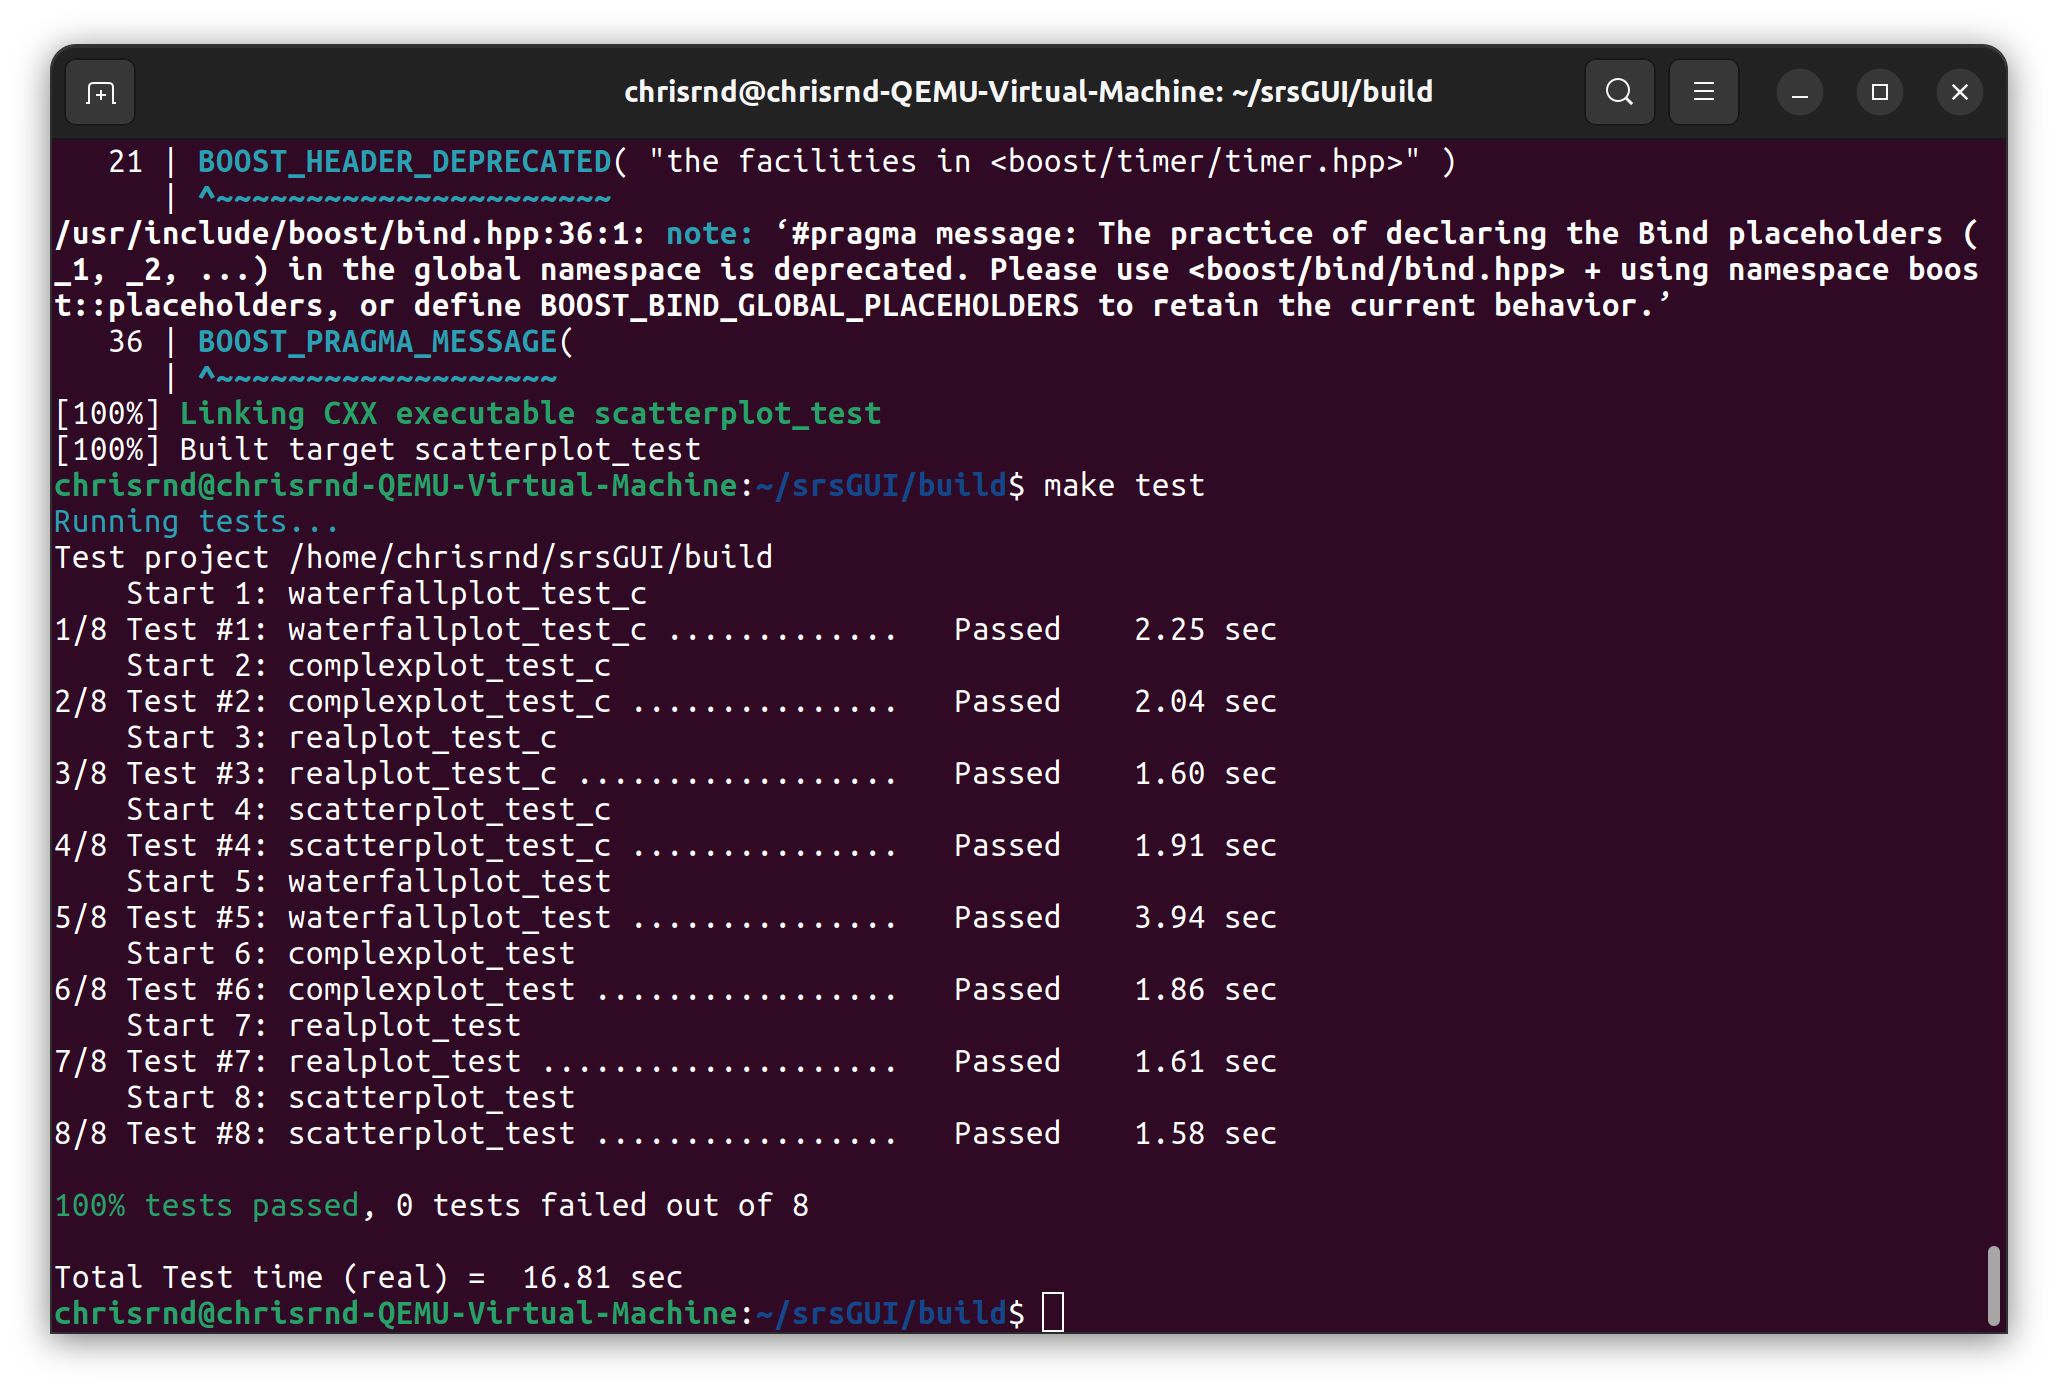 chrisrnd@chrisrnd-QEMU-Virtual-Machine: ~/srsGUI/build
   21 | BOOST_HEADER_DEPRECATED( "the facilities in <boost/timer/timer.hpp>" )
      | ^~~~~~~~~~~~~~~~~~~~~~~
/usr/include/boost/bind.hpp:36:1: note: ‘#pragma message: The practice of declaring the Bind placeholders (
_1, _2, ...) in the global namespace is deprecated. Please use <boost/bind/bind.hpp> + using namespace boos
t::placeholders, or define BOOST_BIND_GLOBAL_PLACEHOLDERS to retain the current behavior.’
   36 | BOOST_PRAGMA_MESSAGE(
      | ^~~~~~~~~~~~~~~~~~~~
[100%] Linking CXX executable scatterplot_test
[100%] Built target scatterplot_test
chrisrnd@chrisrnd-QEMU-Virtual-Machine:~/srsGUI/build$ make test
Running tests...
Test project /home/chrisrnd/srsGUI/build
    Start 1: waterfallplot_test_c
1/8 Test #1: waterfallplot_test_c .............   Passed    2.25 sec
    Start 2: complexplot_test_c
2/8 Test #2: complexplot_test_c ...............   Passed    2.04 sec
    Start 3: realplot_test_c
3/8 Test #3: realplot_test_c ..................   Passed    1.60 sec
    Start 4: scatterplot_test_c
4/8 Test #4: scatterplot_test_c ...............   Passed    1.91 sec
    Start 5: waterfallplot_test
5/8 Test #5: waterfallplot_test ...............   Passed    3.94 sec
    Start 6: complexplot_test
6/8 Test #6: complexplot_test .................   Passed    1.86 sec
    Start 7: realplot_test
7/8 Test #7: realplot_test ....................   Passed    1.61 sec
    Start 8: scatterplot_test
8/8 Test #8: scatterplot_test .................   Passed    1.58 sec
100% tests passed, 0 tests failed out of 8
Total Test time (real) =  16.81 sec
chrisrnd@chrisrnd-QEMU-Virtual-Machine:~/srsGUI/build$